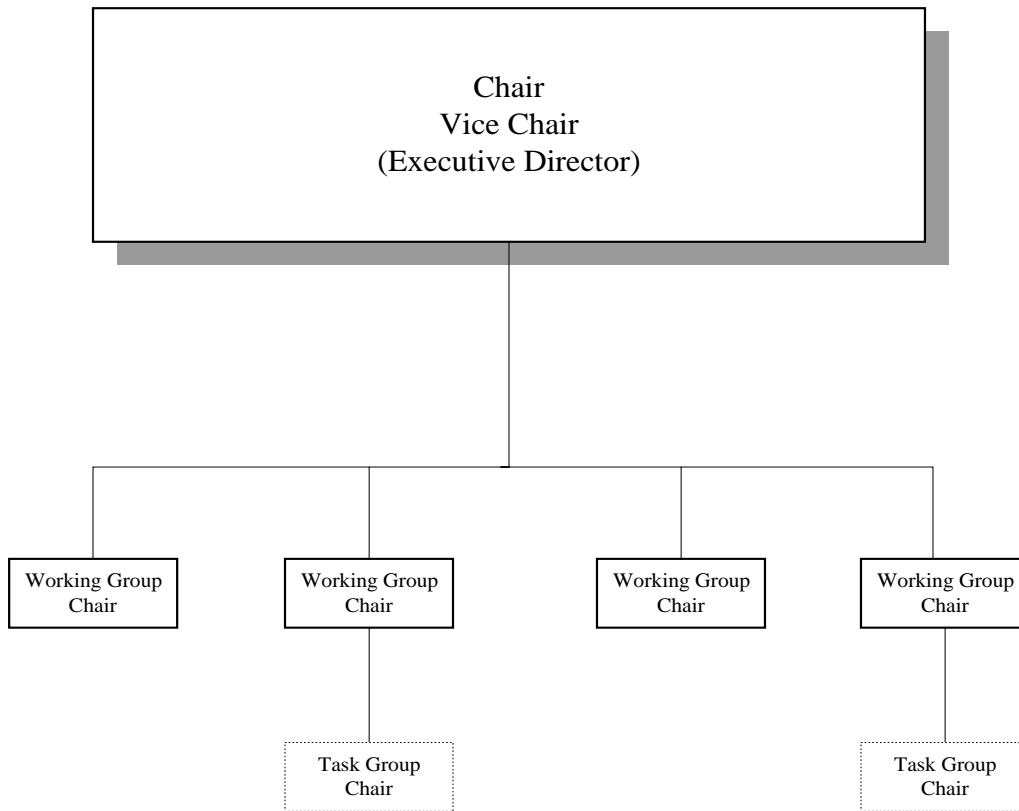 Chair
Vice Chair
(Executive Director)
Working Group
Chair
Working Group
Chair
Working Group
Chair
Working Group
Chair
Task Group
Chair
Task Group
Chair